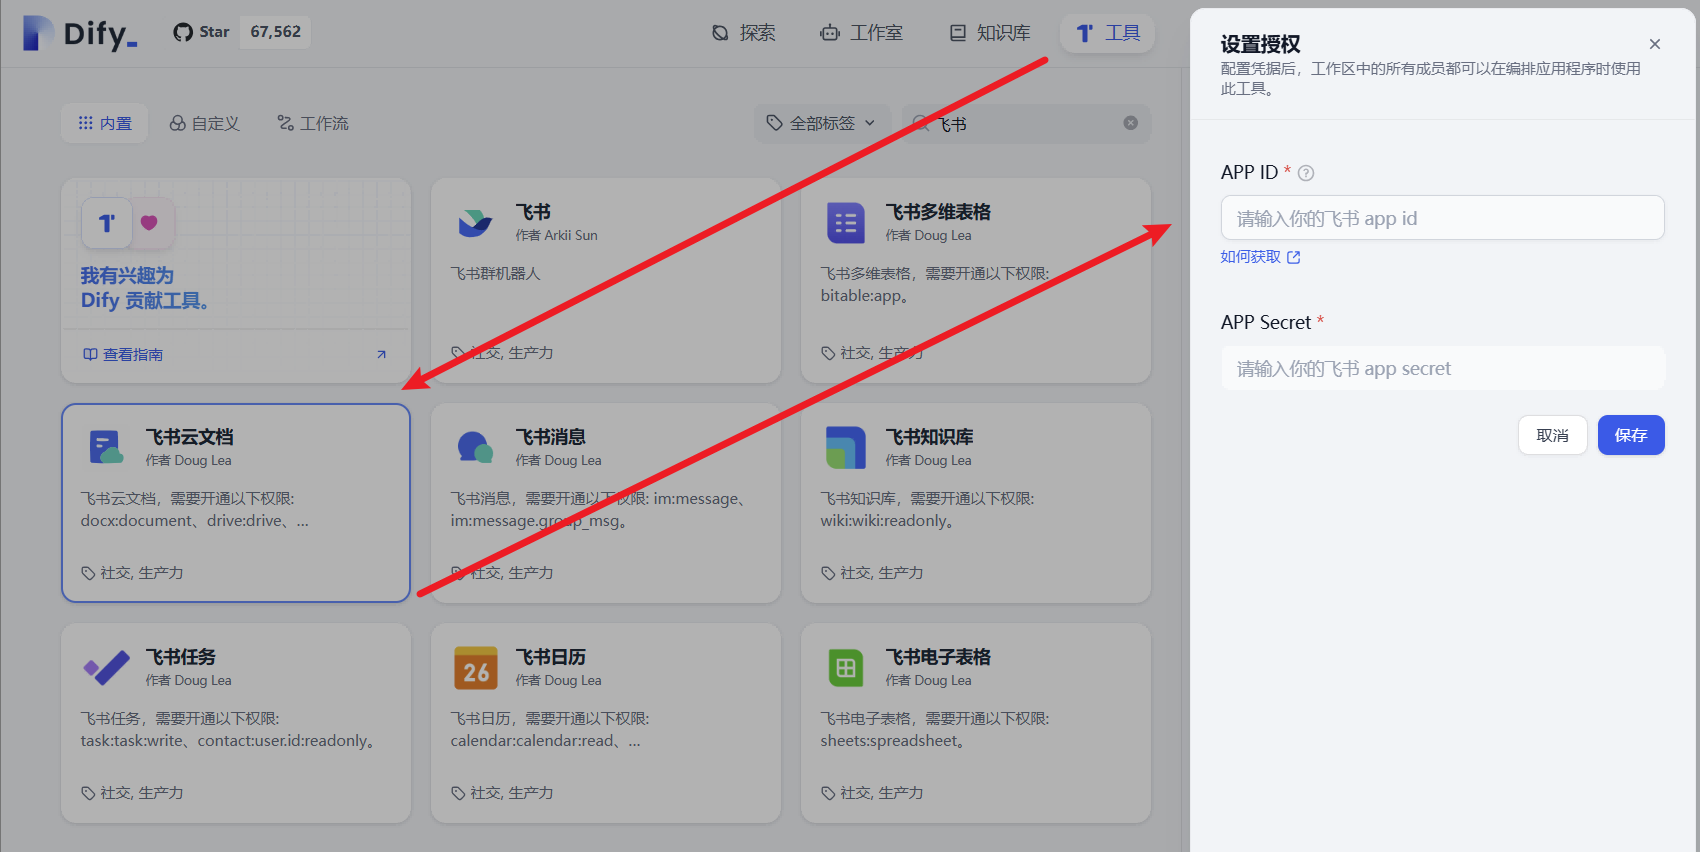 Dify_
Star 67,562
探索
工作室
知识库
工具
内置
自定义
工作流
全部标签
飞书
我有兴趣为
Dify 贡献工具。
查看指南
飞书
作者 Arkii Sun
飞书群机器人
社交, 生产力
飞书多维表格
作者 Doug Lea
飞书多维表格，需要开通以下权限:
bitable:app。
社交, 生产力
飞书云文档
作者 Doug Lea
飞书云文档，需要开通以下权限:
docx:document、drive:drive、...
社交, 生产力
飞书消息
作者 Doug Lea
飞书消息，需要开通以下权限: im:message、
im:message.group_msg。
社交, 生产力
飞书知识库
作者 Doug Lea
飞书知识库，需要开通以下权限:
wiki:wiki:readonly。
社交, 生产力
飞书任务
作者 Doug Lea
飞书任务，需要开通以下权限:
task:task:write、contact:user.id:readonly。
社交, 生产力
26
飞书日历
作者 Doug Lea
飞书日历，需要开通以下权限:
calendar:calendar:read、...
社交, 生产力
飞书电子表格
作者 Doug Lea
飞书电子表格，需要开通以下权限:
sheets:spreadsheet。
社交, 生产力
设置授权
配置凭据后，工作区中的所有成员都可以在编排应用程序时使用
此工具。
APP ID *
请输入你的飞书 app id
如何获取
APP Secret *
请输入你的飞书 app secret
取消
保存